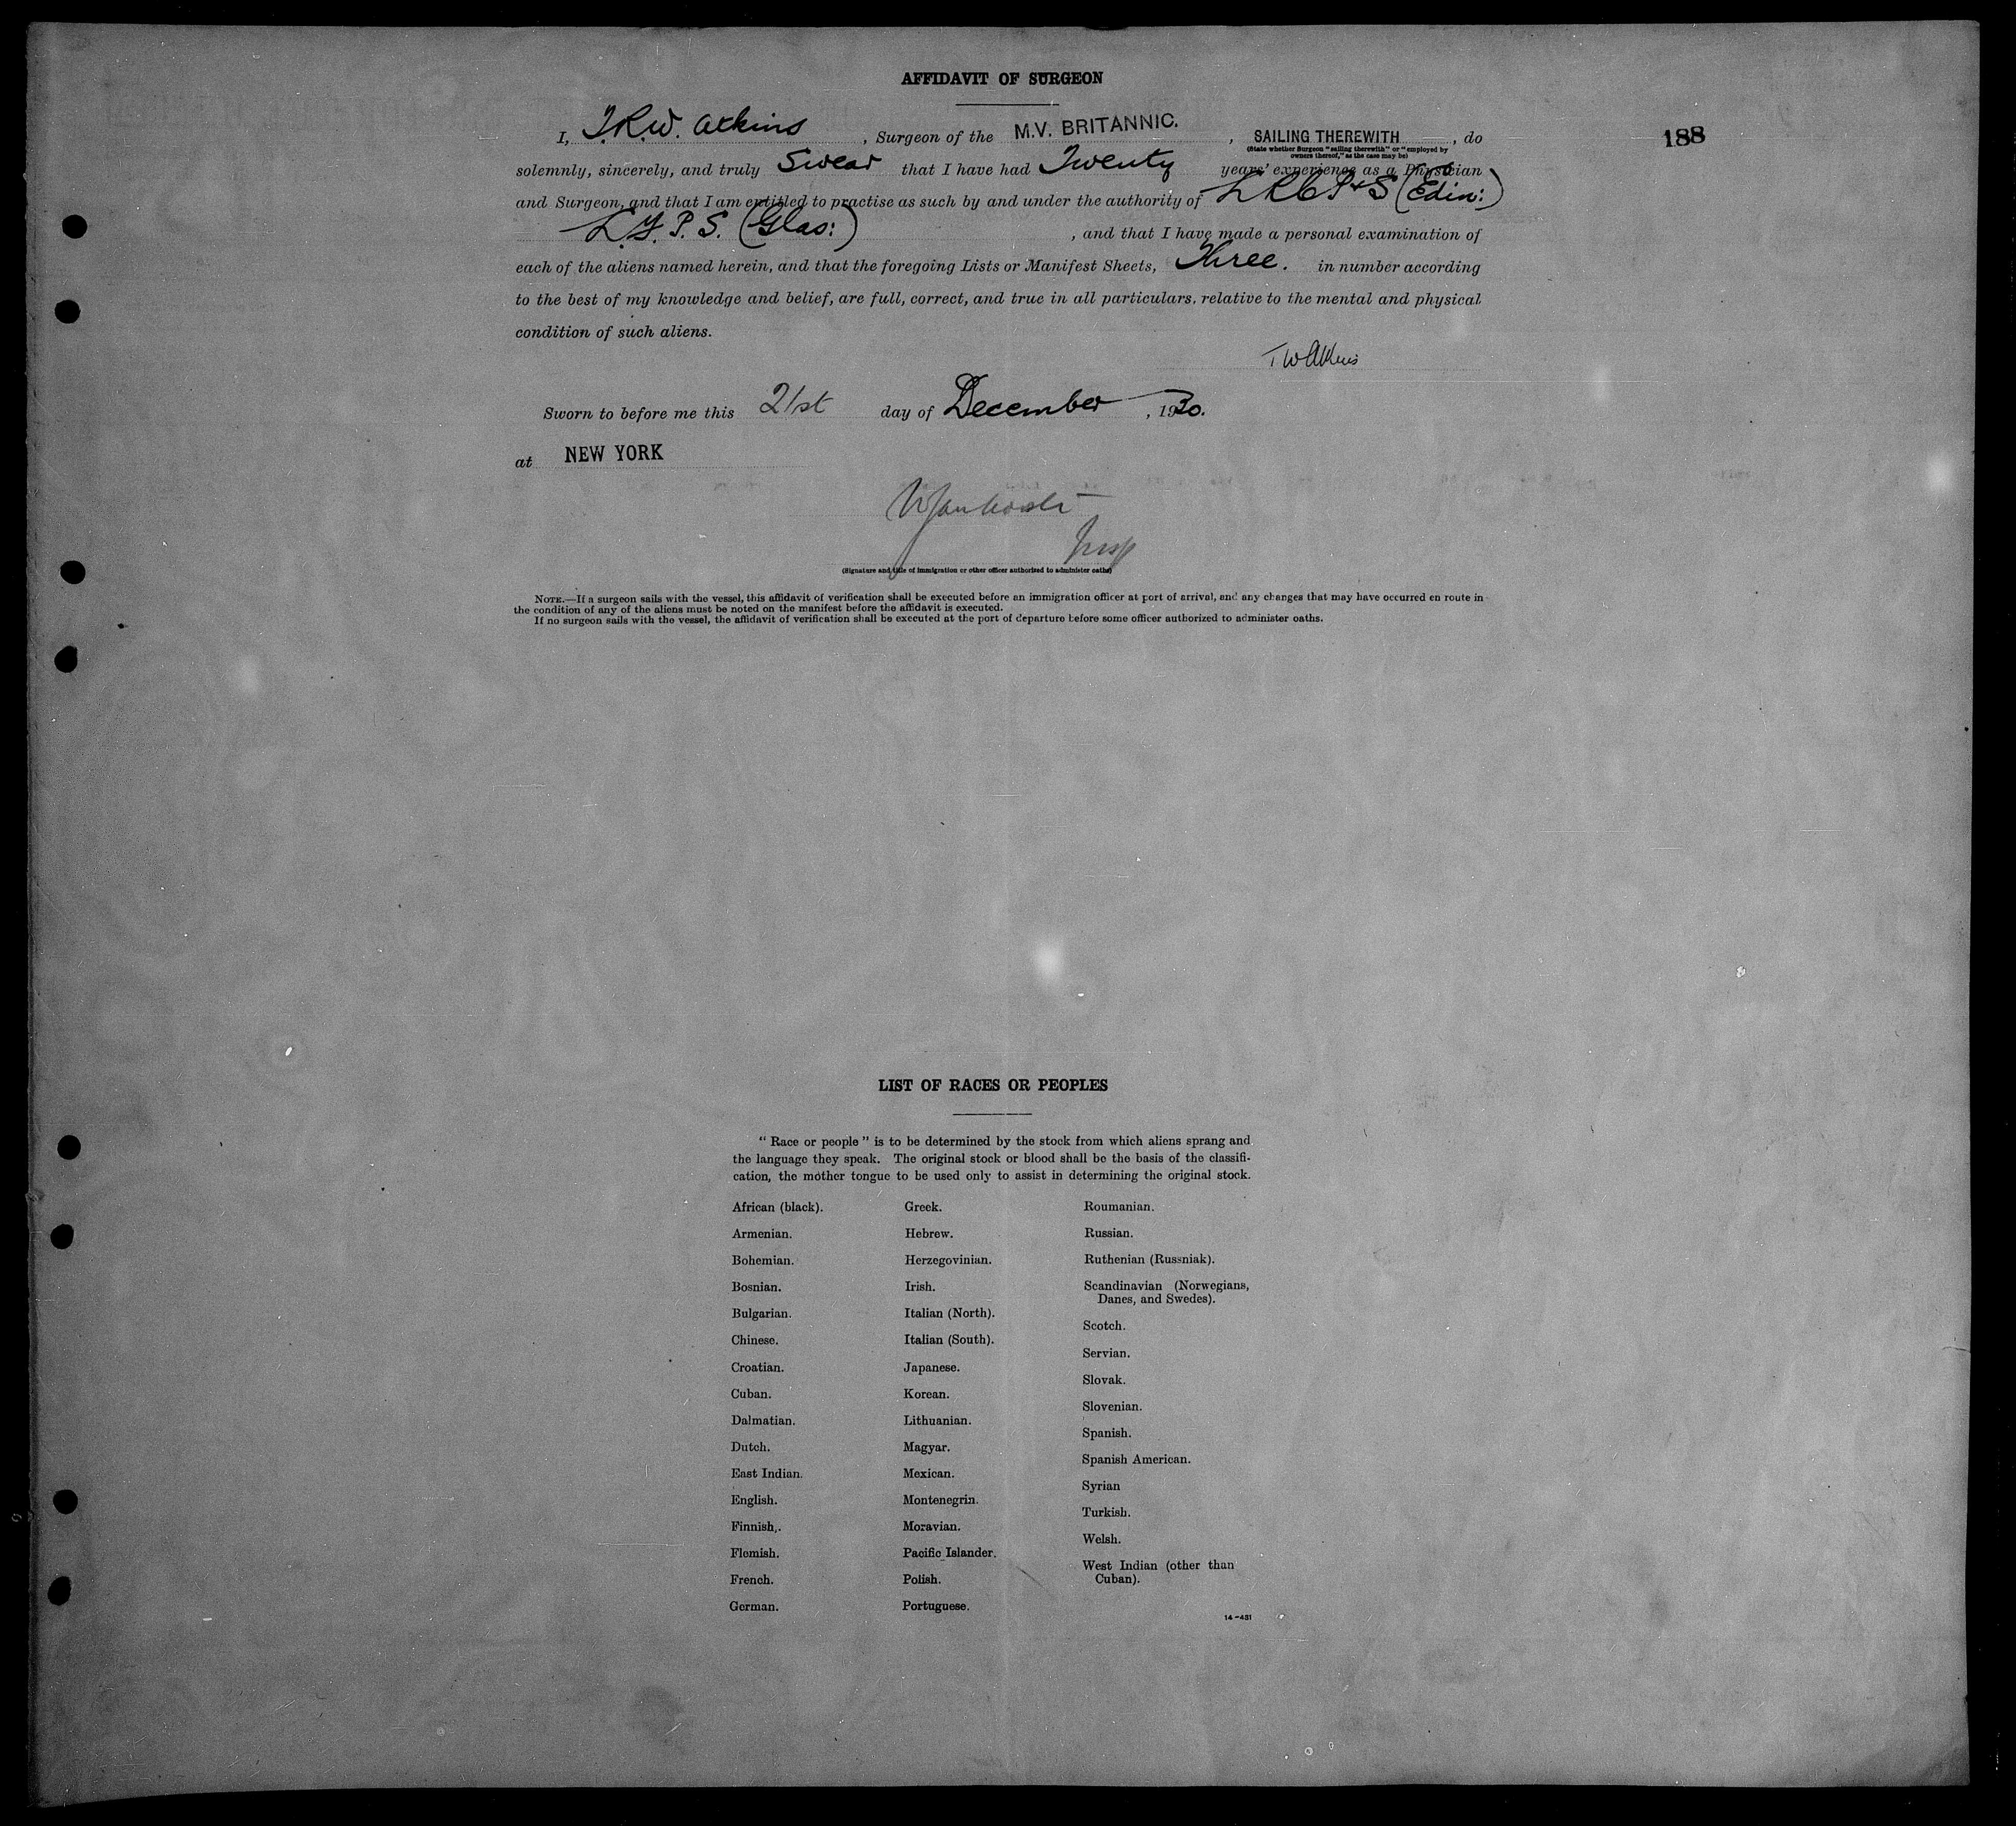 AFFIDAVIT OF SURGEON
188
I, T.R.W. Atkins, Surgeon of the M.V. BRITANNIC., SAILING THEREWITH, do
(State whether Surgeon "sailing therewith" or "employed by
owners thereof," as the case may be)
solemnly, sincerely, and truly Swear that I have had Twenty years' experience as a Physician
and Surgeon, and that I am entitled to practise as such by and under the authority of L R C P & S (Edin:)
L.F.P.S. (Glas:), and that I have made a personal examination of
each of the aliens named herein, and that the foregoing Lists or Manifest Sheets, Three. in number according
to the best of my knowledge and belief, are full, correct, and true in all particulars, relative to the mental and physical
condition of such aliens.
TWAtkins
Sworn to before me this 21st day of December, 1930.
at NEW YORK
Insp
(Signature and title of immigration or other officer authorized to administer oaths)
NOTE.—If a surgeon sails with the vessel, this affidavit of verification shall be executed before an immigration officer at port of arrival, and any changes that may have occurred en route in
the condition of any of the aliens must be noted on the manifest before the affidavit is executed.
If no surgeon sails with the vessel, the affidavit of verification shall be executed at the port of departure before some officer authorized to administer oaths.
LIST OF RACES OR PEOPLES
"Race or people" is to be determined by the stock from which aliens sprang and
the language they speak. The original stock or blood shall be the basis of the classifi-
cation, the mother tongue to be used only to assist in determining the original stock.
African (black).
Armenian.
Bohemian.
Bosnian.
Bulgarian.
Chinese.
Croatian.
Cuban.
Dalmatian.
Dutch.
East Indian.
English.
Finnish.
Flemish.
French.
German.
Greek.
Hebrew.
Herzegovinian.
Irish.
Italian (North).
Italian (South).
Japanese.
Korean.
Lithuanian.
Magyar.
Mexican.
Montenegrin.
Moravian.
Pacific Islander.
Polish.
Portuguese.
Roumanian.
Russian.
Ruthenian (Russniak).
Scandinavian (Norwegians,
Danes, and Swedes).
Scotch.
Servian.
Slovak.
Slovenian.
Spanish.
Spanish American.
Syrian
Turkish.
Welsh.
West Indian (other than
Cuban).
14-431